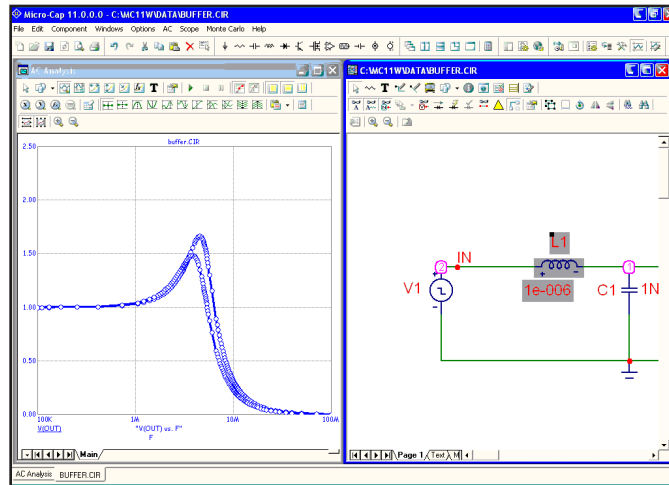 Micro-Cap 11.0.0.0 - C:\MC11W\DATA\BUFFER.CIR
File Edit Component Windows Options AC Scope Monte Carlo Help
AC Analysis
buffer.CIR
2.50
2.00
1.50
1.00
0.50
0.00
100K 1M 10M 100M
V(OUT) "V(OUT) vs. F"
F
Main
C:\MC11W\DATA\BUFFER.CIR
L1
2 IN
V1
1e-006
C1 1N
Page 1 Text M
AC Analysis BUFFER.CIR